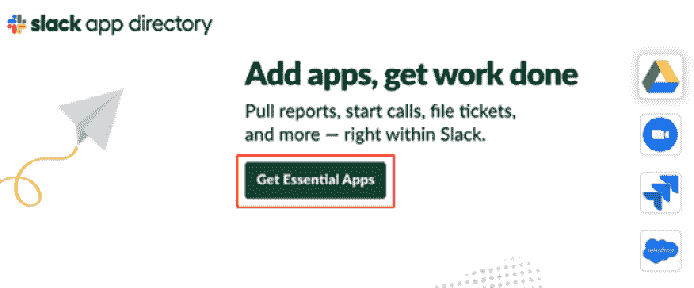 slack app directory
Add apps, get work done
Pull reports, start calls, file tickets,
and more — right within Slack.
Get Essential Apps